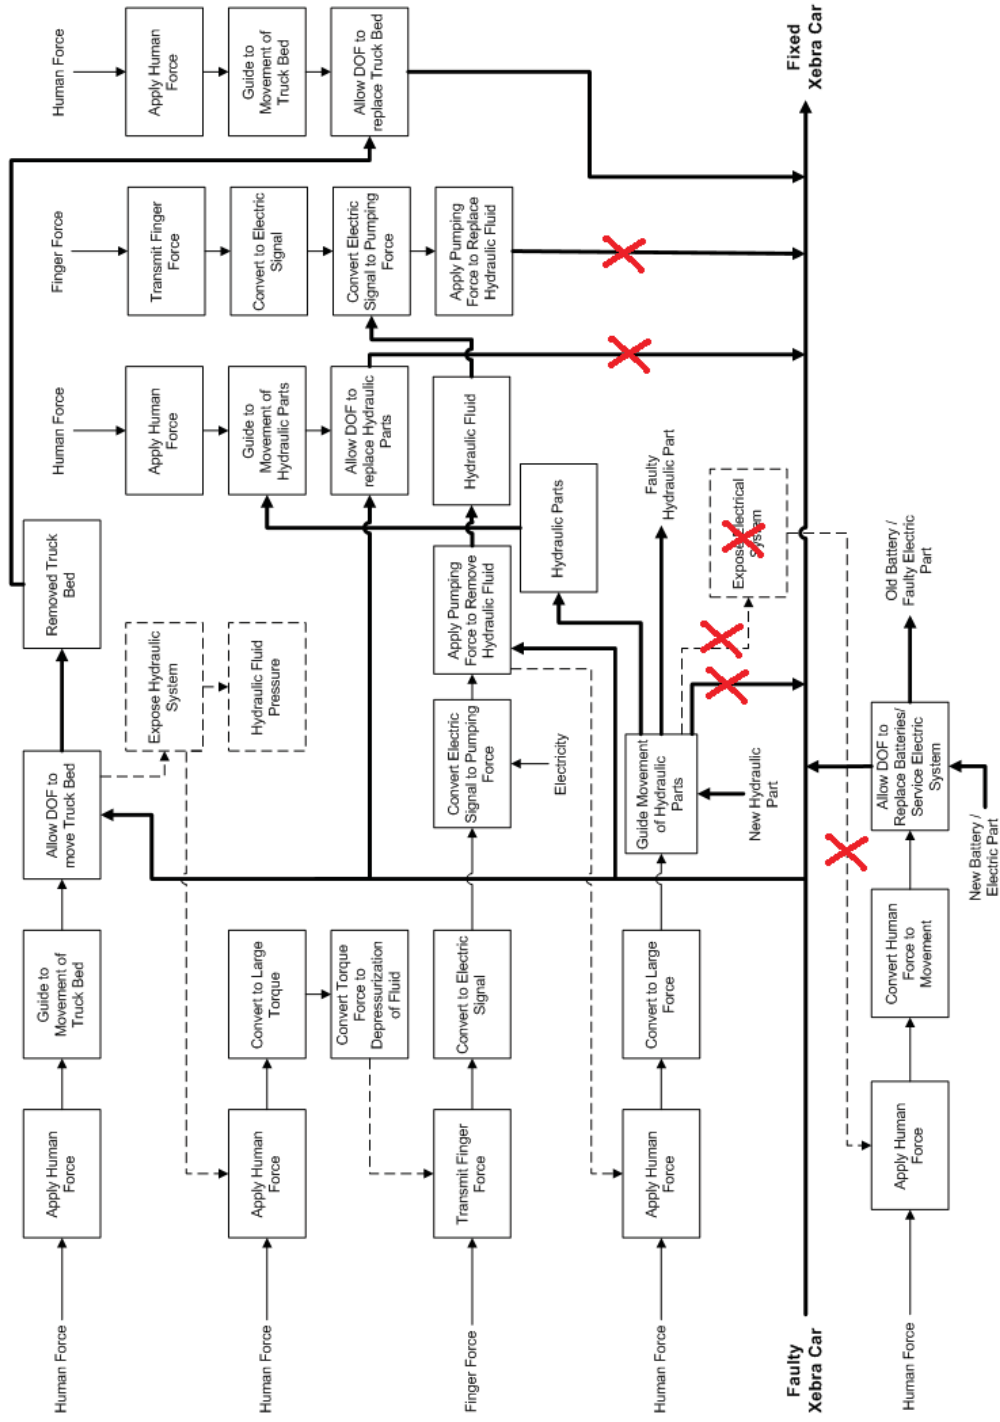 Human Force
Apply Human
Force
Guide to
Movement of
Truck Bed
Allow DOF to
move Truck Bed
Removed Truck
Bed
Human Force
Finger Force
Human Force
Expose Hydraulic
System
Hydraulic Fluid
Pressure
Apply Human
Force
Guide to
Movement of
Hydraulic Parts
Allow DOF to
replace Hydraulic
Parts
Transmit Finger
Force
Convert to Electric
Signal
Convert Electric
Signal to Pumping
Force
Apply Pumping
Force to Replace
Hydraulic Fluid
Apply Human
Force
Guide to
Movement of
Truck Bed
Allow DOF to
replace Truck Bed
Human Force
Apply Human
Force
Convert to Large
Torque
Convert Torque
Force to
Depressurization
of Fluid
Finger Force
Transmit Finger
Force
Convert to Electric
Signal
Convert Electric
Signal to Pumping
Force
Electricity
Apply Pumping
Force to Remove
Hydraulic Fluid
Hydraulic Fluid
Hydraulic Parts
Human Force
Apply Human
Force
Convert to Large
Force
Guide Movement
of Hydraulic
Parts
New Hydraulic
Part
Faulty
Hydraulic Part
Expose Electrical
System
Faulty
Xebra Car
Fixed
Xebra Car
Human Force
Apply Human
Force
Convert Human
Force to
Movement
Allow DOF to
Replace Batteries/
Service Electric
System
Old Battery /
Faulty Electric
Part
New Battery /
Electric Part